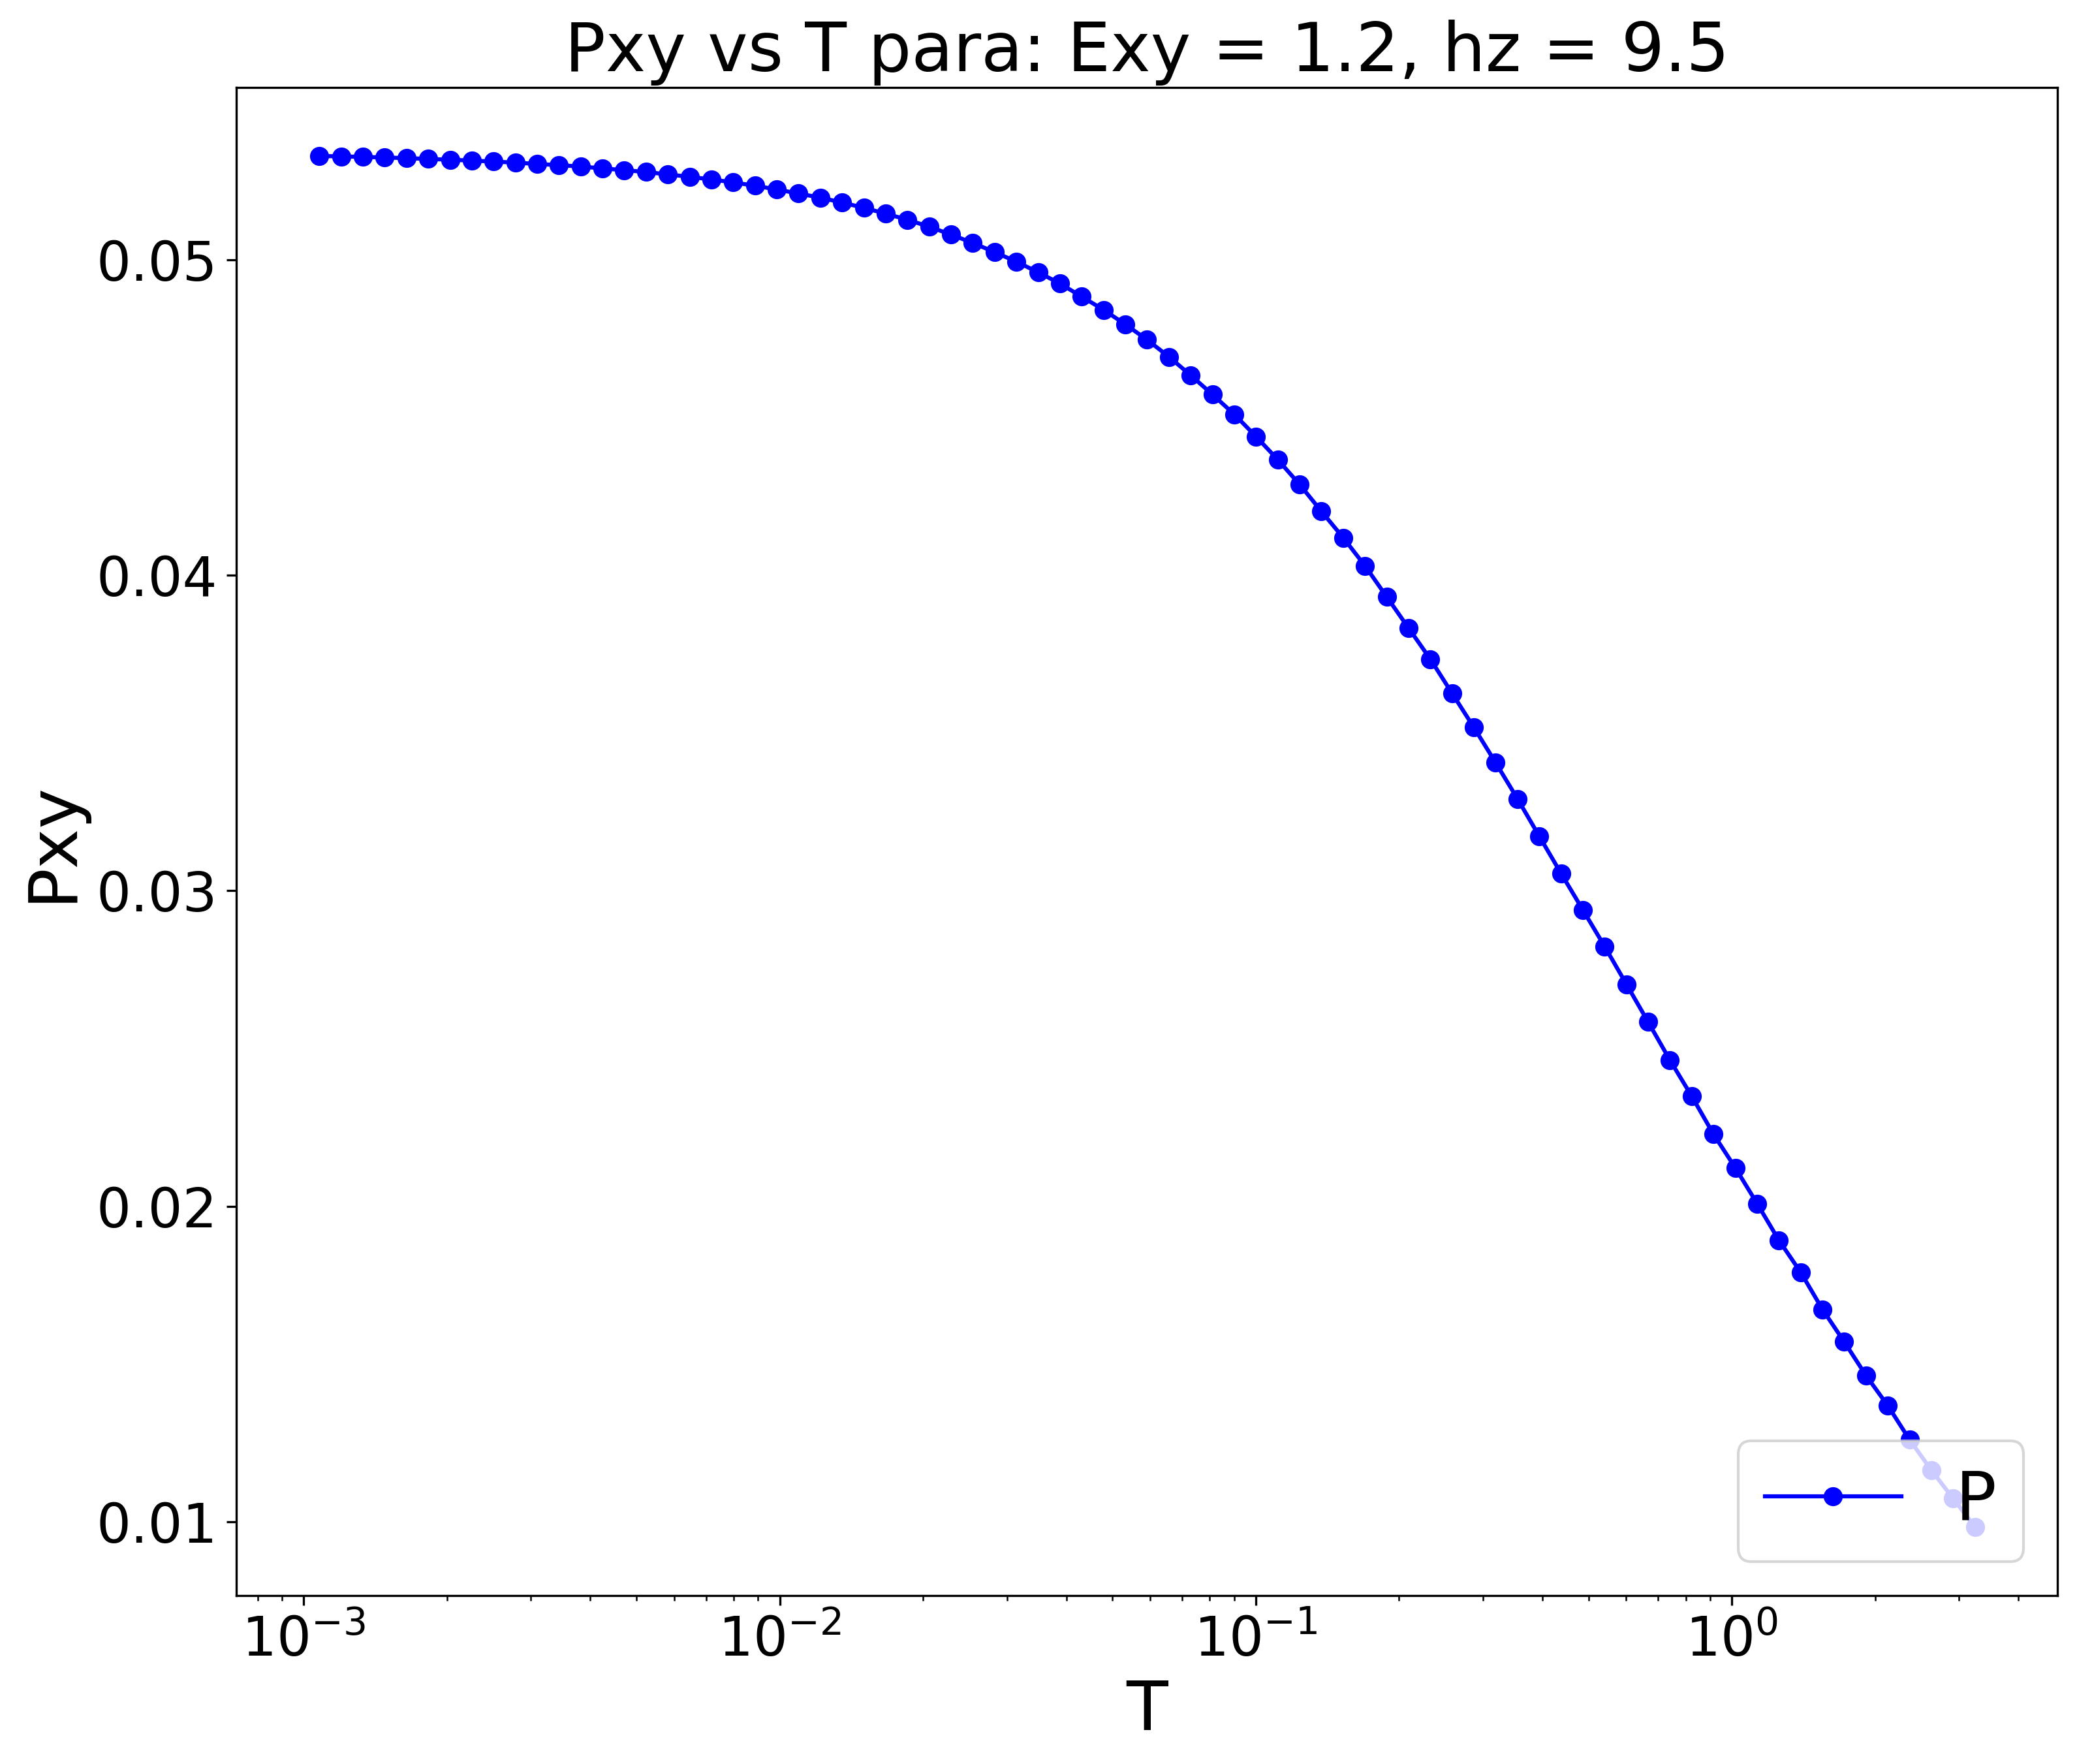 Pxy vs T para: Exy = 1.2, hz = 9.5
Pxy
0.05
0.04
0.03
0.02
0.01
P
10⁻³ 10⁻² 10⁻¹ 10⁰
T